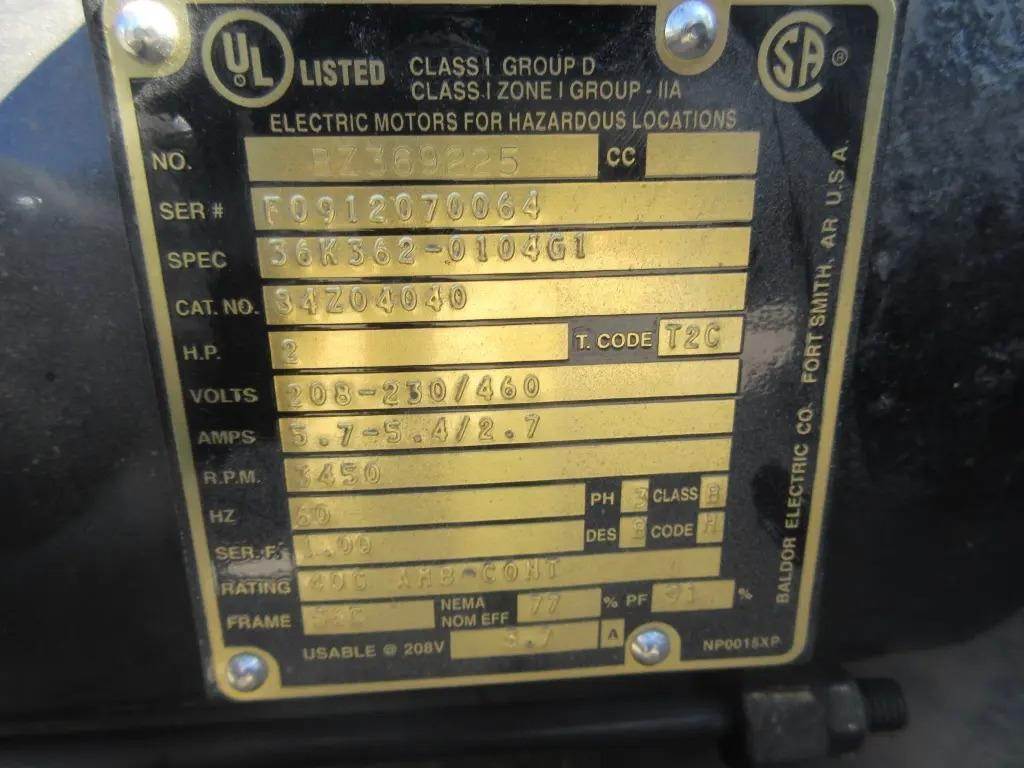 UL LISTED CLASS I GROUP D
CLASS I ZONE I GROUP - IIA
SA ®
ELECTRIC MOTORS FOR HAZARDOUS LOCATIONS
NO. CC
SER # F0912070064
SPEC 36K362-0104G1
CAT. NO. 84Z04040
H.P. 2 T. CODE T2C
VOLTS 208-230/460
AMPS 5.7-5.4/2.7
R.P.M. 3450
HZ 60 PH 3 CLASS B
SER. F. 1.00 DES B CODE H
RATING 40C AMB-CONT
FRAME NEMA NOM EFF 77 % PF %
USABLE @ 208V A
NP0018XP
BALDOR ELECTRIC CO. FORT SMITH, AR U.S.A.